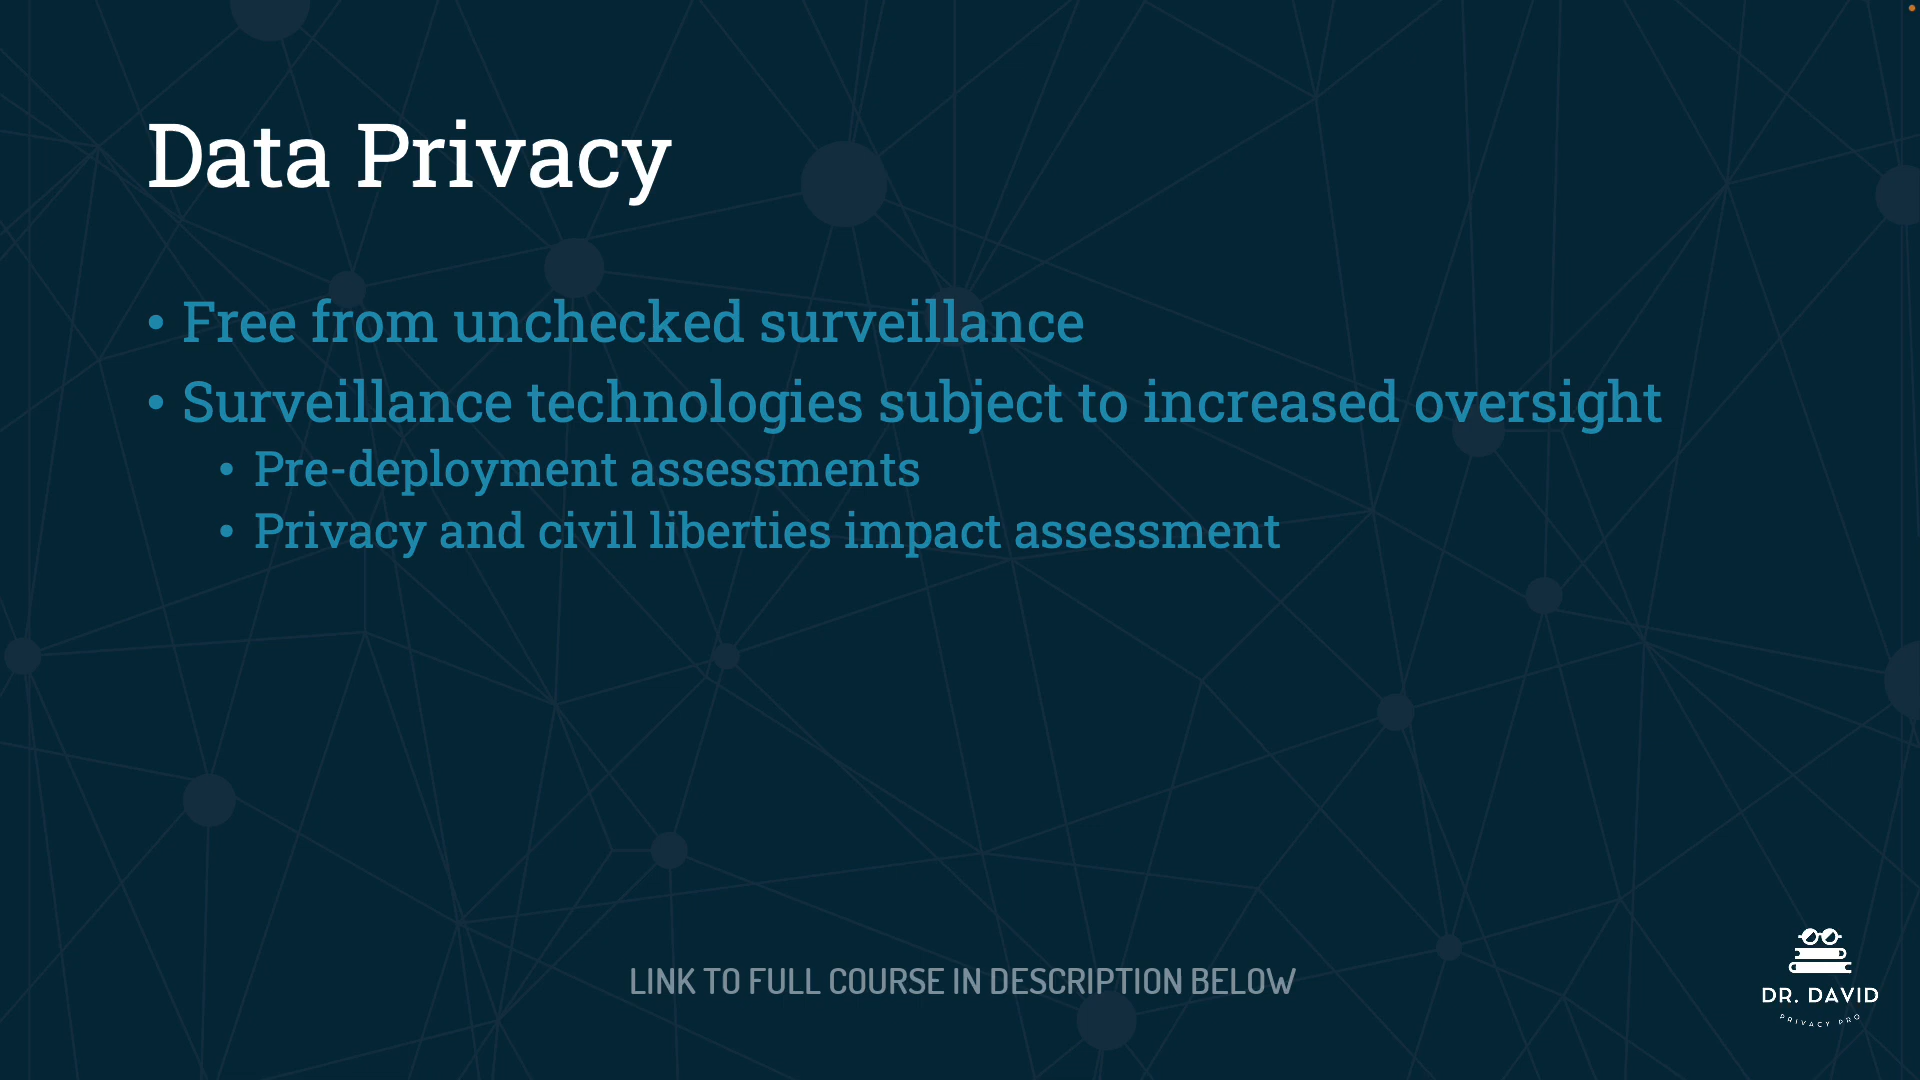 Data Privacy
• Free from unchecked surveillance
• Surveillance technologies subject to increased oversight
• Pre-deployment assessments
• Privacy and civil liberties impact assessment
LINK TO FULL COURSE IN DESCRIPTION BELOW
DR. DAVID
PRIVACY PRO